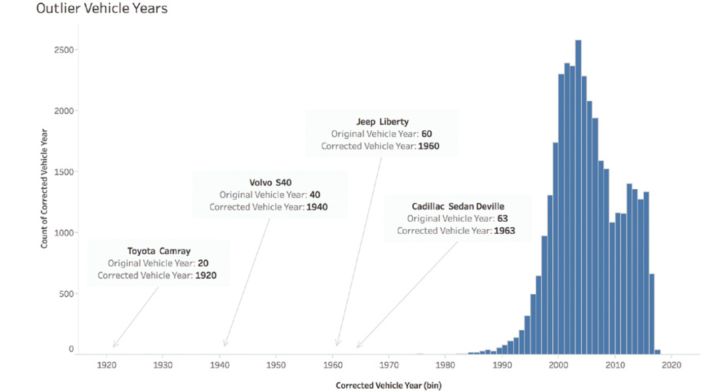 Outlier Vehicle Years
Count of Corrected Vehicle Year
2500
2000
1500
1000
500
0
Jeep Liberty
Original Vehicle Year: 60
Corrected Vehicle Year: 1960
Volvo S40
Original Vehicle Year: 40
Corrected Vehicle Year: 1940
Cadillac Sedan Deville
Original Vehicle Year: 63
Corrected Vehicle Year: 1963
Toyota Camray
Original Vehicle Year: 20
Corrected Vehicle Year: 1920
1920 1930 1940 1950 1960 1970 1980 1990 2000 2010 2020
Corrected Vehicle Year (bin)